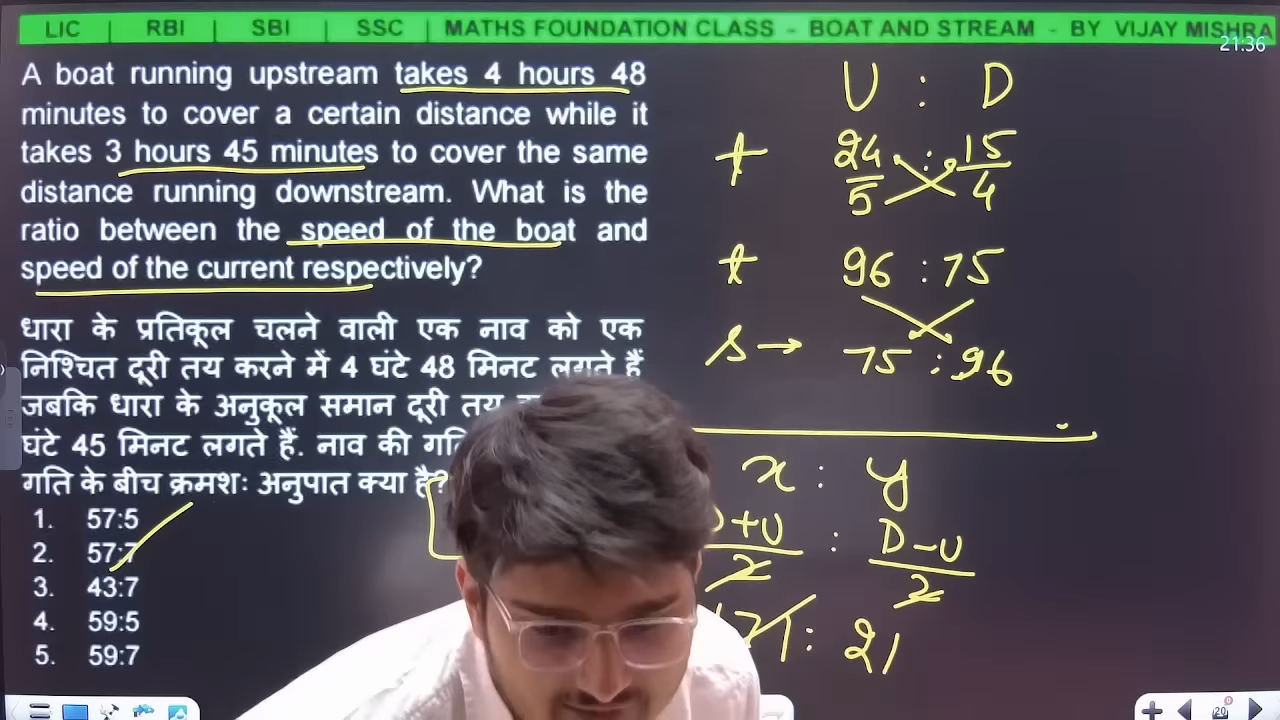 LIC | RBI | SBI | SSC | MATHS FOUNDATION CLASS - BOAT AND STREAM - BY VIJAY MISHRA
21:36
A boat running upstream takes 4 hours 48
minutes to cover a certain distance while it
takes 3 hours 45 minutes to cover the same
distance running downstream. What is the
ratio between the speed of the boat and
speed of the current respectively?
धारा के प्रतिकूल चलने वाली एक नाव को एक
निश्चित दूरी तय करने में 4 घंटे 48 मिनट लगते हैं
जबकि धारा के अनुकूल समान दूरी तय
घंटे 45 मिनट लगते हैं. नाव की
गति के बीच क्रमशः अनुपात क्या है?
1. 57:5
2. 57:7
3. 43:7
4. 59:5
5. 59:7
U : D
t 24/5 : 15/4
t 96 : 75
s → 75 : 96
x : y
+U/2 : D-U/2
171 : 21
20